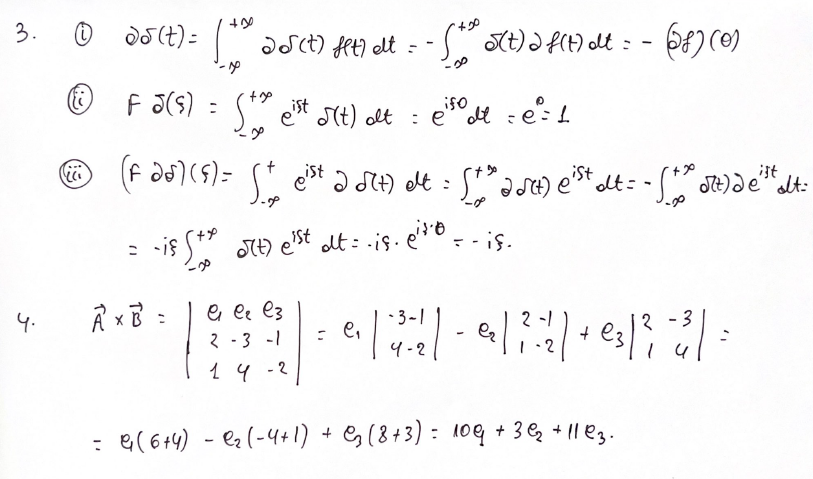 3. (i) ∂δ(t) = ∫_{-∞}^{+∞} ∂δ(t) f(t) dt = - ∫_{-∞}^{+∞} δ(t) ∂f(t) dt = - (∂f)(0)
(ii) F δ(ξ) = ∫_{-∞}^{+∞} e^{iξt} δ(t) dt = e^{iξ0} dt = e^0 = 1
(iii) (F ∂δ)(ξ) = ∫_{-∞}^{+} e^{iξt} ∂ δ(t) dt = ∫_{-∞}^{+∞} ∂δ(t) e^{iξt} dt = - ∫_{-∞}^{+∞} δ(t) ∂ e^{iξt} dt =
= -iξ ∫_{-∞}^{+∞} δ(t) e^{iξt} dt = -iξ · e^{iξ·0} = - iξ.
4. A⃗ × B⃗ = | e₁ e₂ e₃ ; 2 -3 -1 ; 1 4 -2 | = e₁ | -3 -1 ; 4 -2 | - e₂ | 2 -1 ; 1 -2 | + e₃ | 2 -3 ; 1 4 | =
= e₁(6+4) - e₂(-4+1) + e₃(8+3) = 10e₁ + 3e₂ + 11e₃.